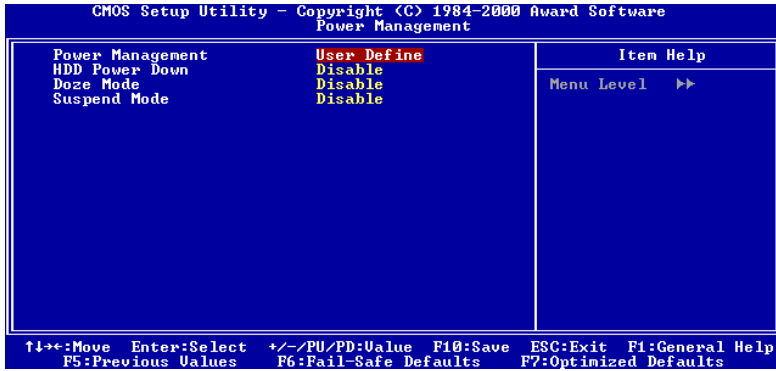 CMOS Setup Utility – Copyright (C) 1984–2000 Award Software
Power Management
Power Management User Define
HDD Power Down Disable
Doze Mode Disable
Suspend Mode Disable
Item Help
Menu Level ▶▶
↑↓→←:Move Enter:Select +/-/PU/PD:Value F10:Save ESC:Exit F1:General Help
F5:Previous Values F6:Fail-Safe Defaults F7:Optimized Defaults